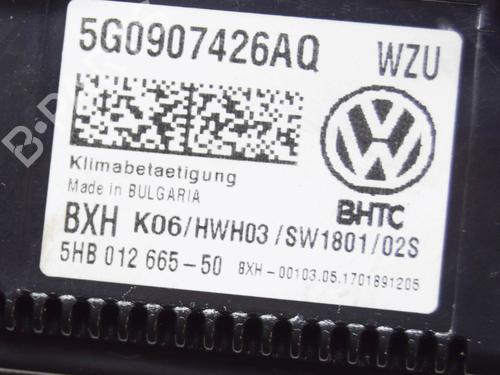 5G0907426AQ WZU
Klimabetaetigung
Made in BULGARIA
BHTC
BXH K06/HWH03/SW1801/02S
5HB 012 665-50 BXH-00103.05.1701891205